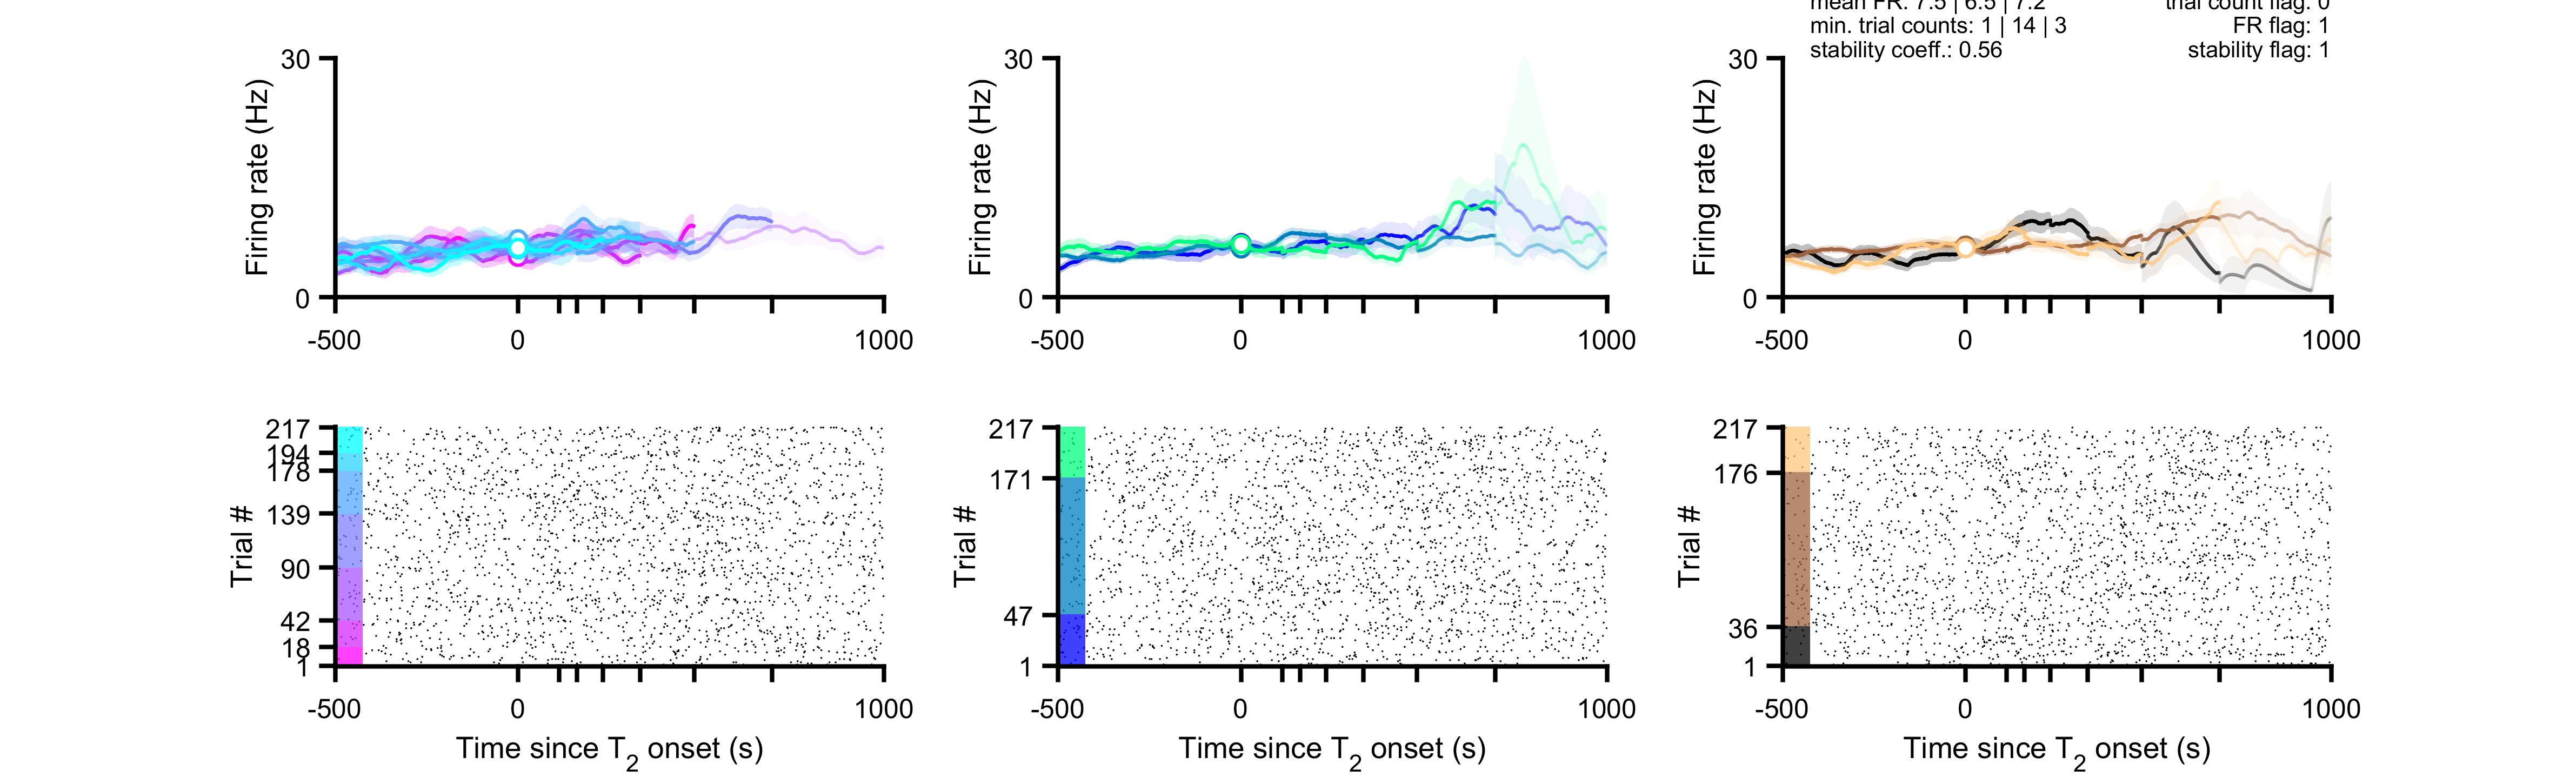 mean FR: 7.5 | 6.5 | 7.2 trial count flag: 0
min. trial counts: 1 | 14 | 3 FR flag: 1
stability coeff.: 0.56 stability flag: 1
30
Firing rate (Hz)
0
-500 0 1000
30
Firing rate (Hz)
0
-500 0 1000
30
Firing rate (Hz)
0
-500 0 1000
217
194
178
139
90
42
18
1
Trial #
-500 0 1000
Time since T2 onset (s)
217
171
47
1
Trial #
-500 0 1000
Time since T2 onset (s)
217
176
36
1
Trial #
-500 0 1000
Time since T2 onset (s)